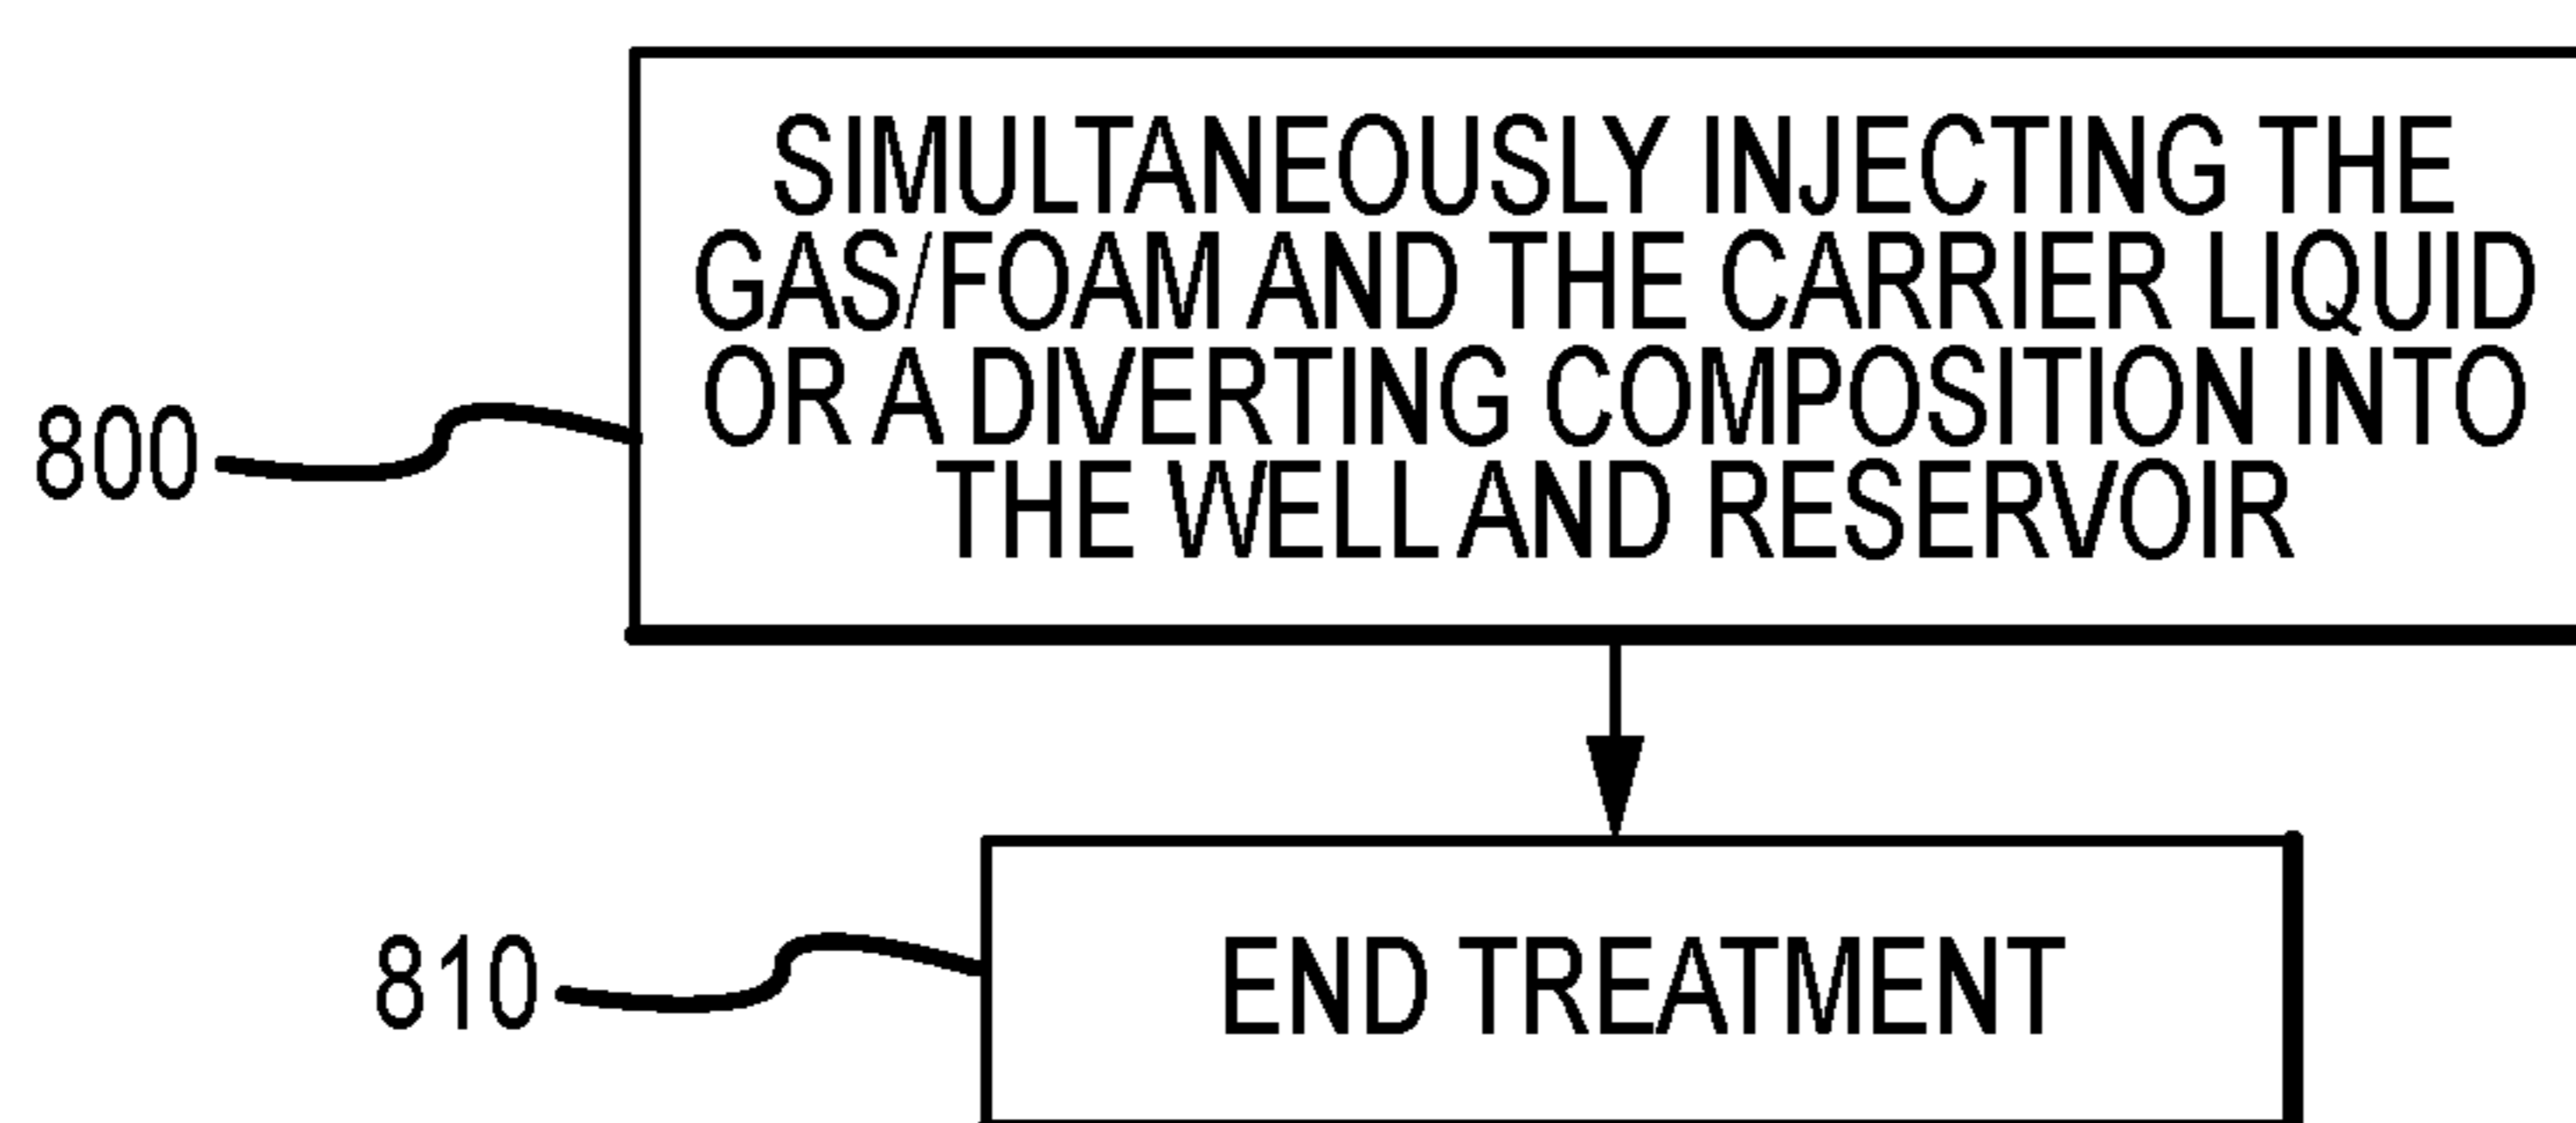 SIMULTANEOUSLY INJECTING THE
GAS/FOAM AND THE CARRIER LIQUID
OR A DIVERTING COMPOSITION INTO
THE WELL AND RESERVOIR
800
END TREATMENT
810